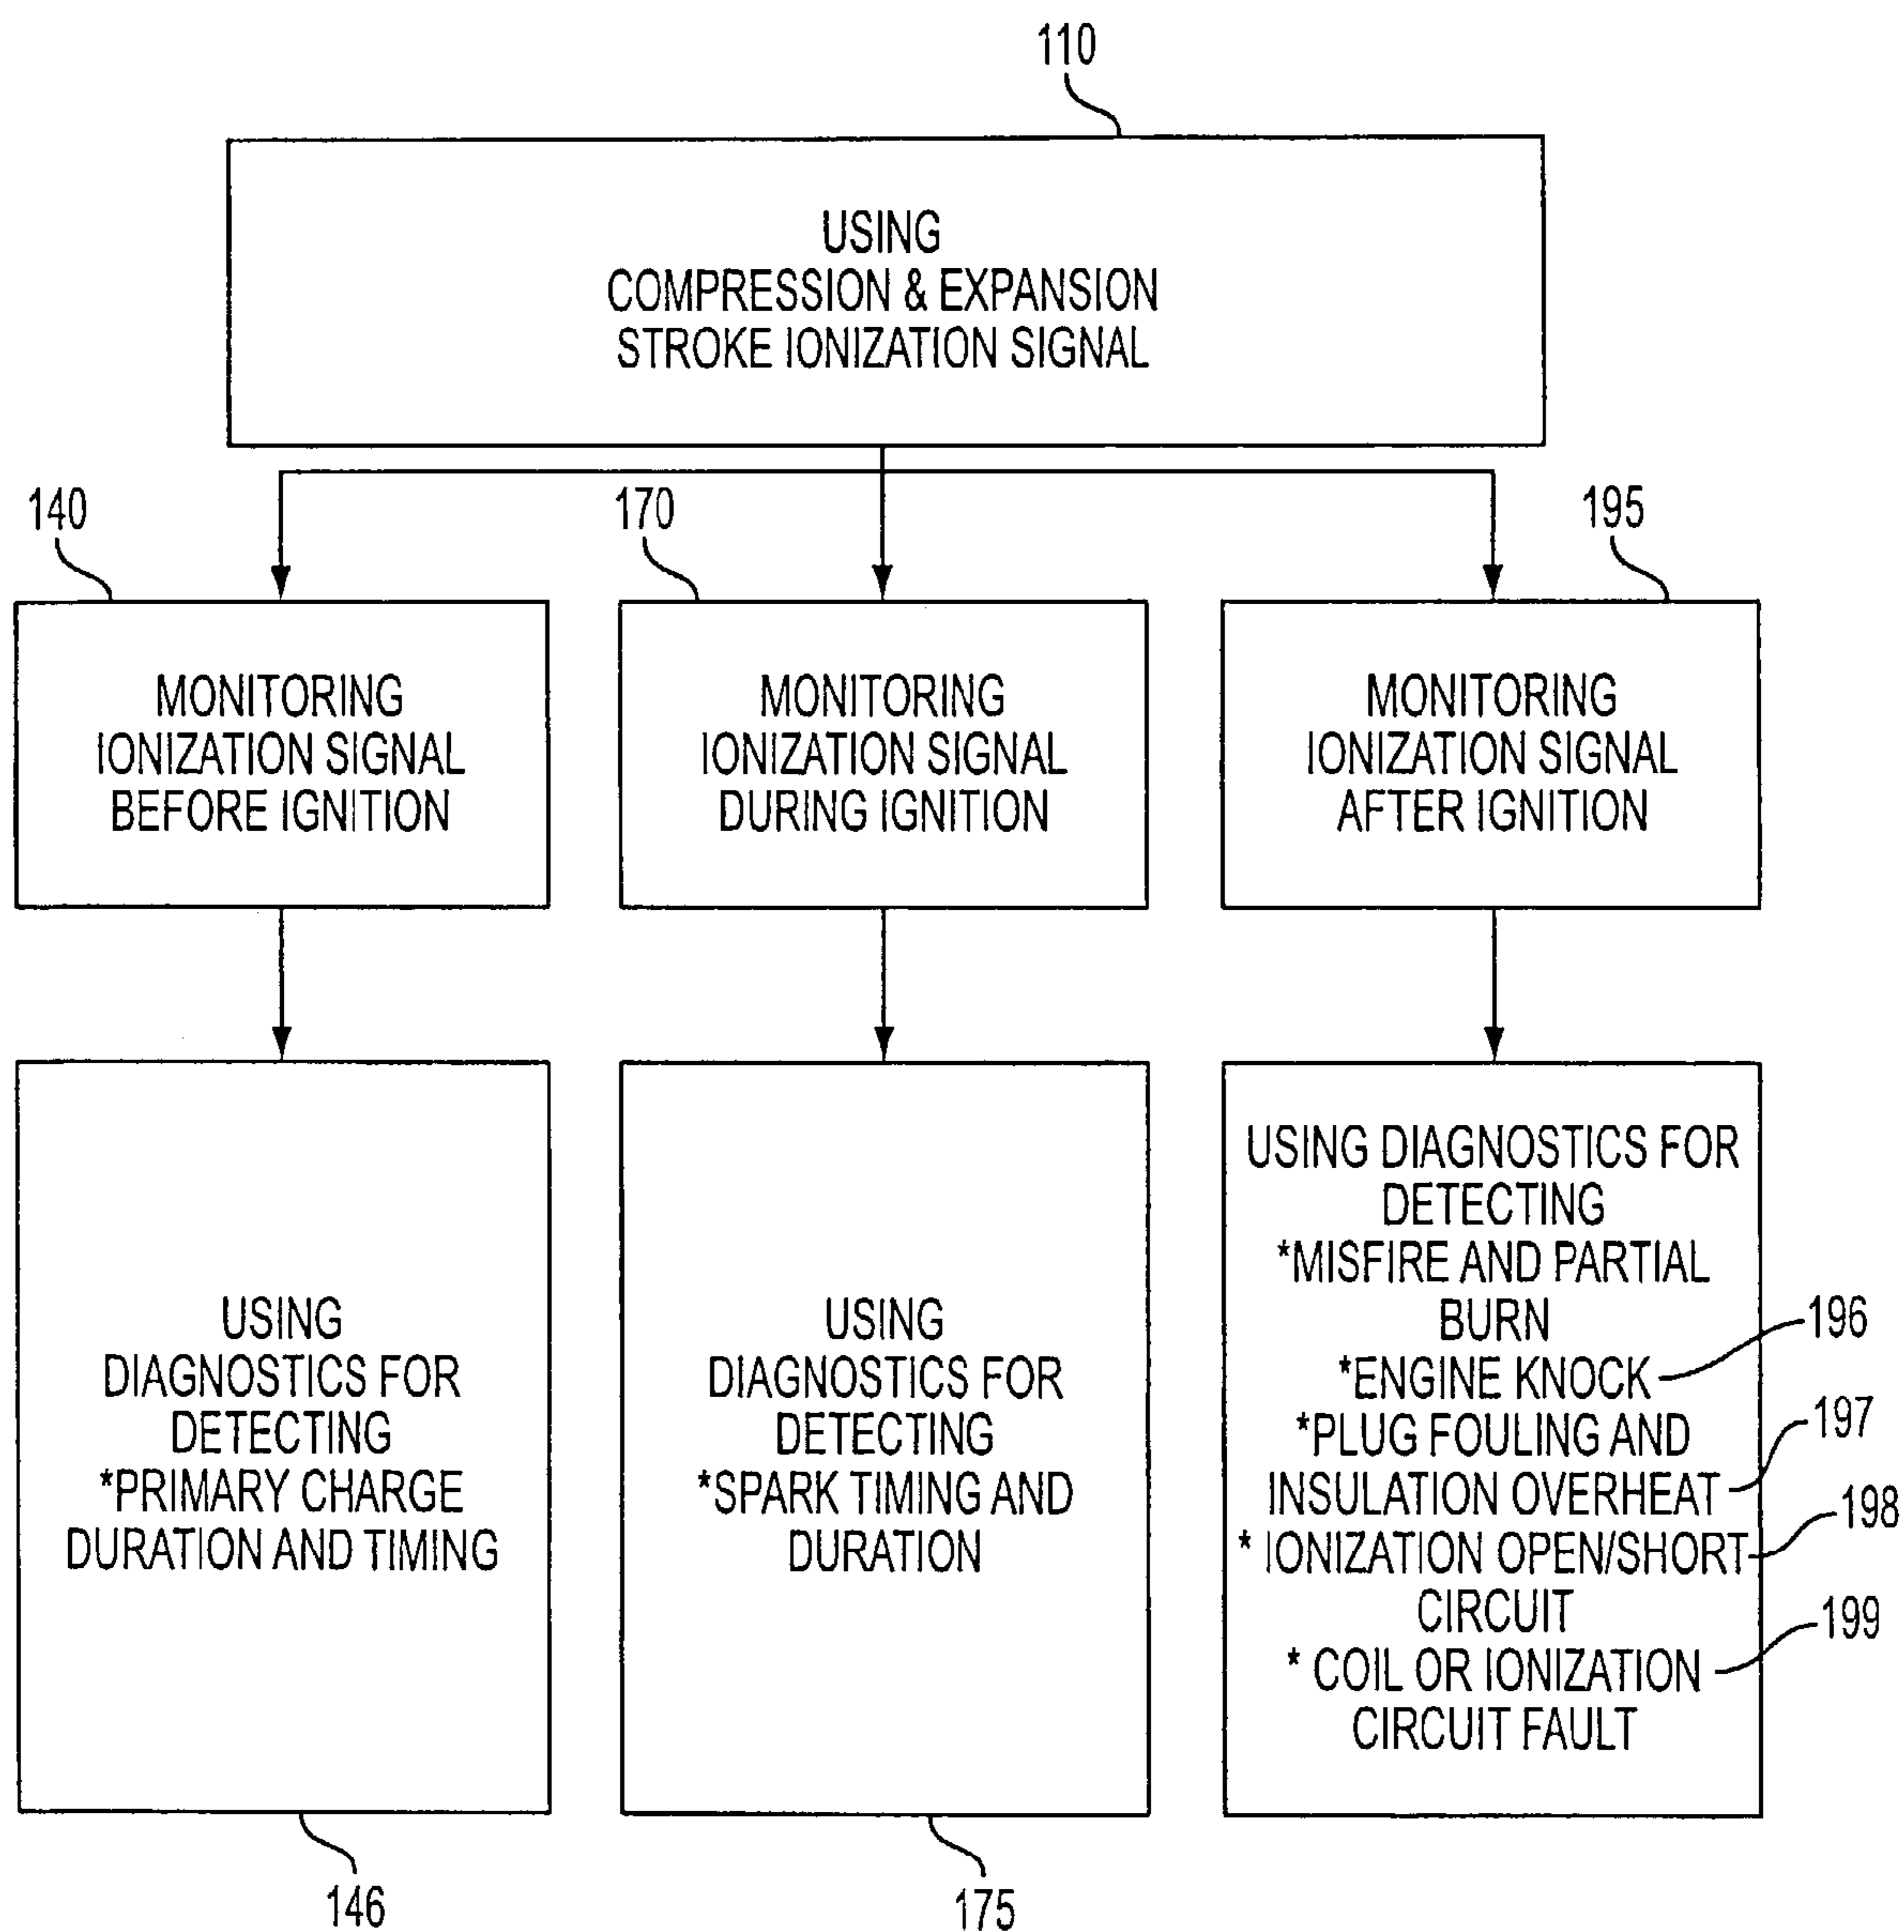 110
USING
COMPRESSION & EXPANSION
STROKE IONIZATION SIGNAL
140
MONITORING
IONIZATION SIGNAL
BEFORE IGNITION
170
MONITORING
IONIZATION SIGNAL
DURING IGNITION
195
MONITORING
IONIZATION SIGNAL
AFTER IGNITION
USING
DIAGNOSTICS FOR
DETECTING
*PRIMARY CHARGE
DURATION AND TIMING
146
USING
DIAGNOSTICS FOR
DETECTING
*SPARK TIMING AND
DURATION
175
USING DIAGNOSTICS FOR
DETECTING
*MISFIRE AND PARTIAL
BURN
*ENGINE KNOCK
196
*PLUG FOULING AND
INSULATION OVERHEAT
197
* IONIZATION OPEN/SHORT
CIRCUIT
198
* COIL OR IONIZATION
CIRCUIT FAULT
199